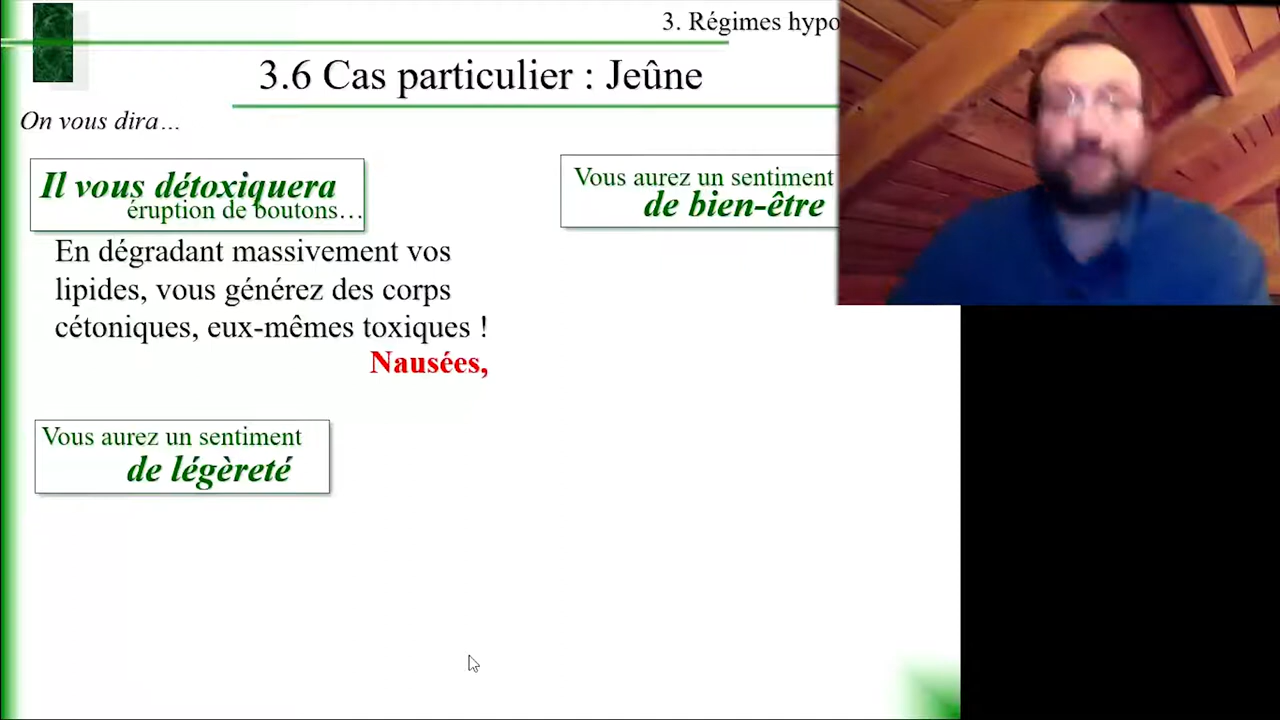 3. Régimes hypo
3.6 Cas particulier : Jeûne
On vous dira…
Il vous détoxiquera
éruption de boutons…
En dégradant massivement vos
lipides, vous générez des corps
cétoniques, eux-mêmes toxiques !
Nausées,
Vous aurez un sentiment
de légèreté
Vous aurez un sentiment
de bien-être